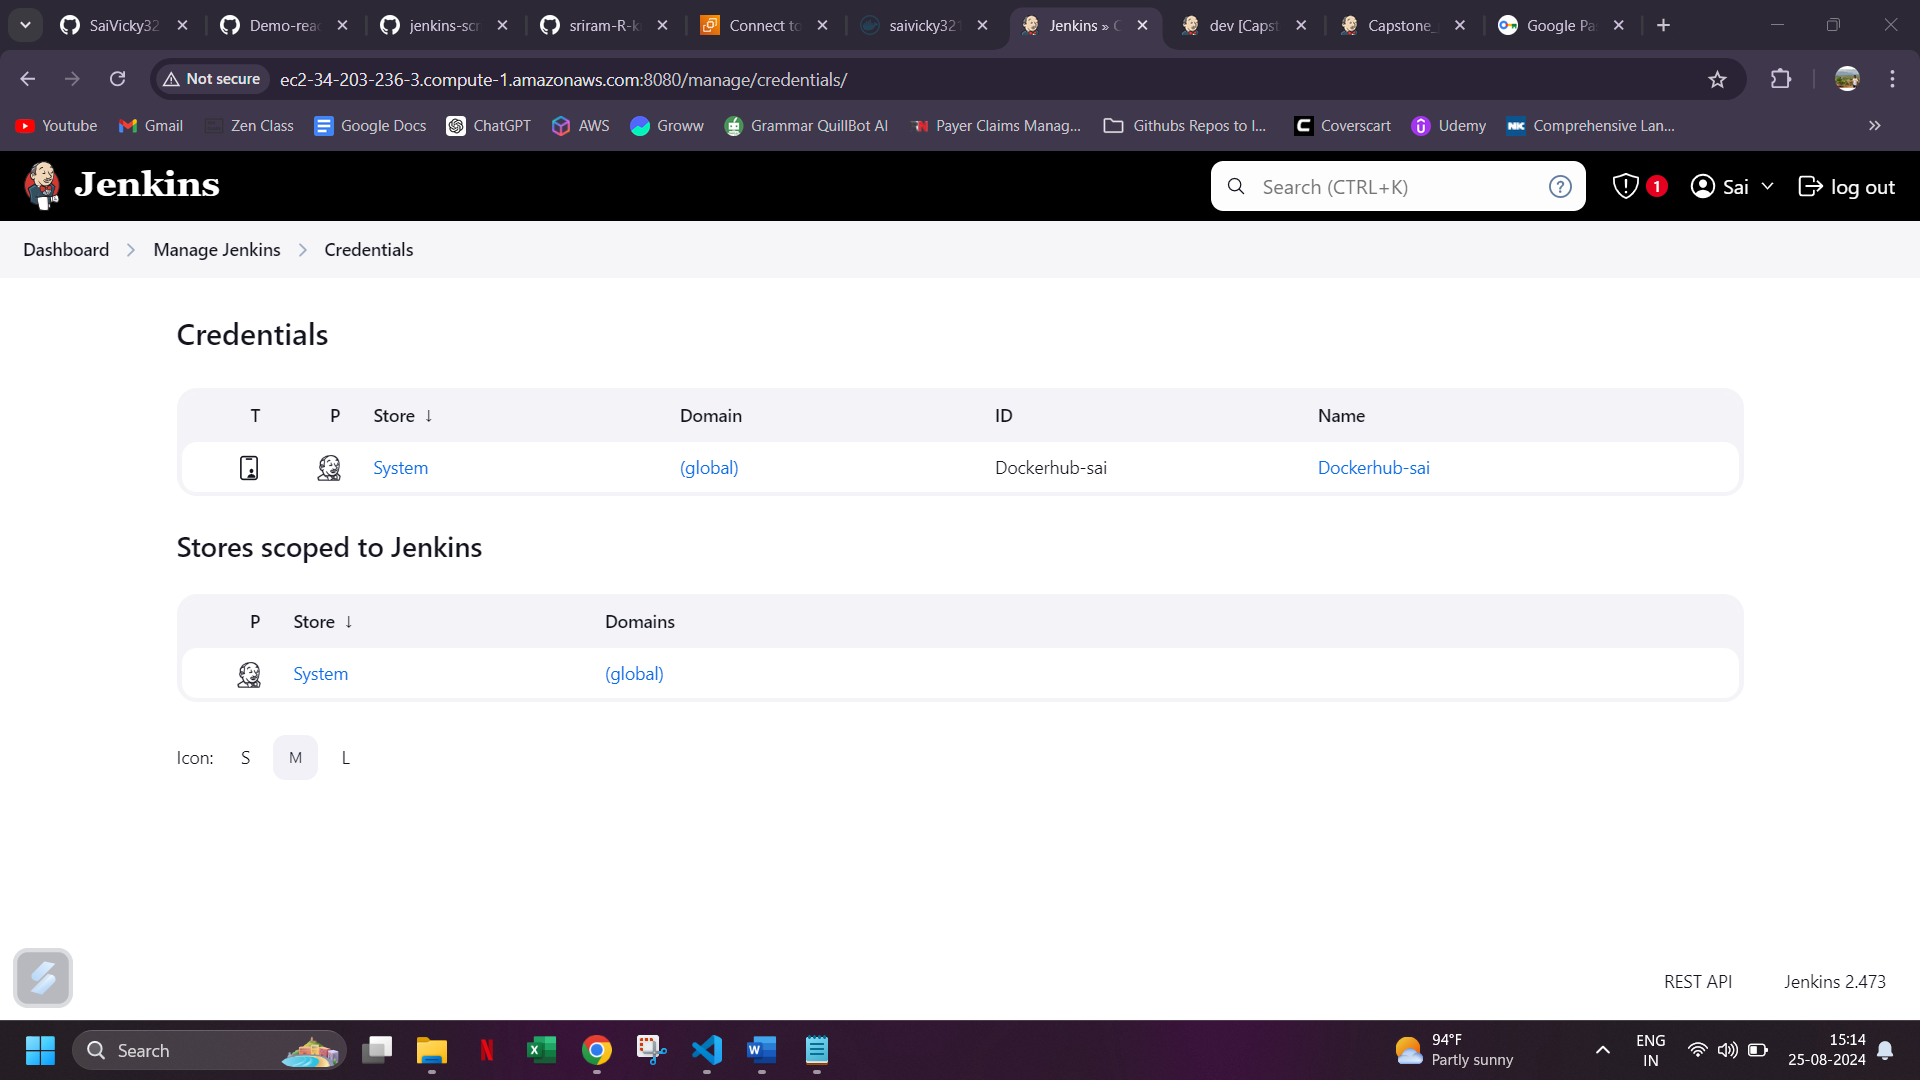 SaiVicky32 Demo-reac jenkins-scr sriram-R-k Connect to saivicky321 Jenkins » C dev [Capst Capstone_ Google Pa
Not secure ec2-34-203-236-3.compute-1.amazonaws.com:8080/manage/credentials/
Youtube Gmail Zen Class Google Docs ChatGPT AWS Groww Grammar QuillBot AI Payer Claims Manag... Githubs Repos to I... Coverscart Udemy Comprehensive Lan... »
Jenkins Search (CTRL+K) ? 1 Sai log out
Dashboard Manage Jenkins Credentials
Credentials
T P Store ↓ Domain ID Name
System (global) Dockerhub-sai Dockerhub-sai
Stores scoped to Jenkins
P Store ↓ Domains
System (global)
Icon: S M L
REST API Jenkins 2.473
Search 94°F Partly sunny ENG IN 15:14 25-08-2024